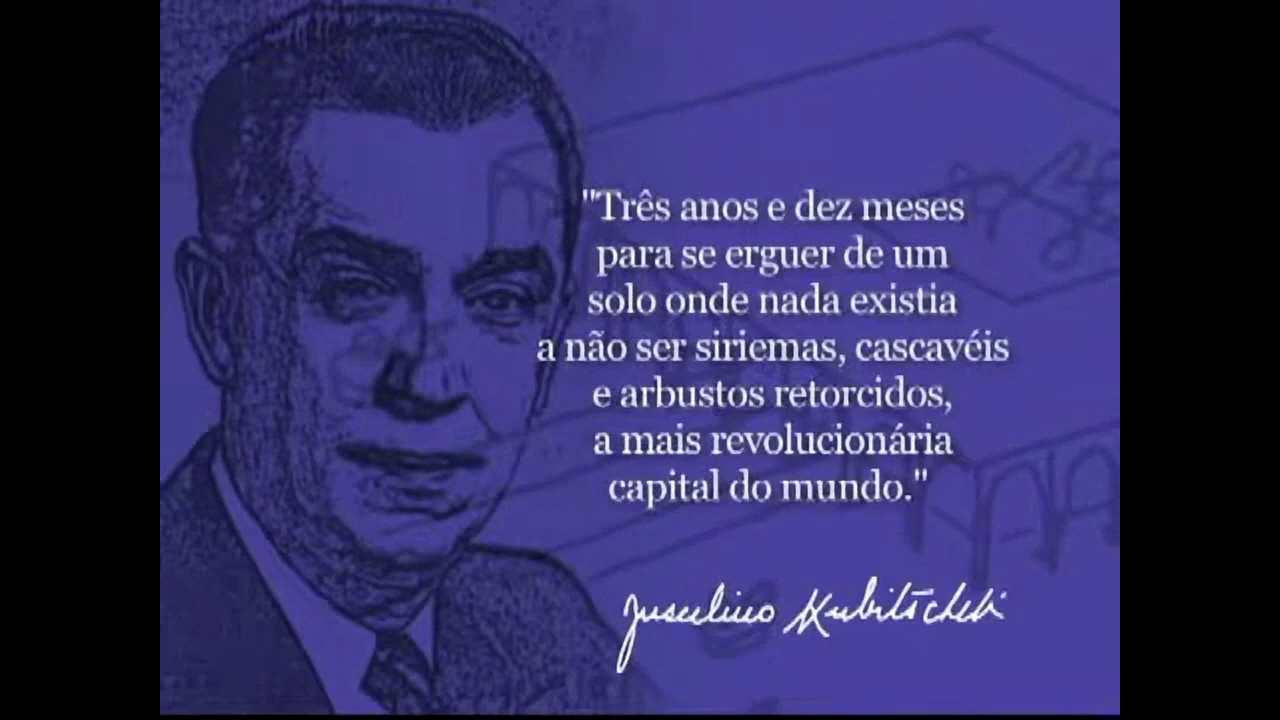 "Três anos e dez meses
para se erguer de um
solo onde nada existia
a não ser siriemas, cascavéis
e arbustos retorcidos,
a mais revolucionária
capital do mundo."
Juscelino Kubitschek